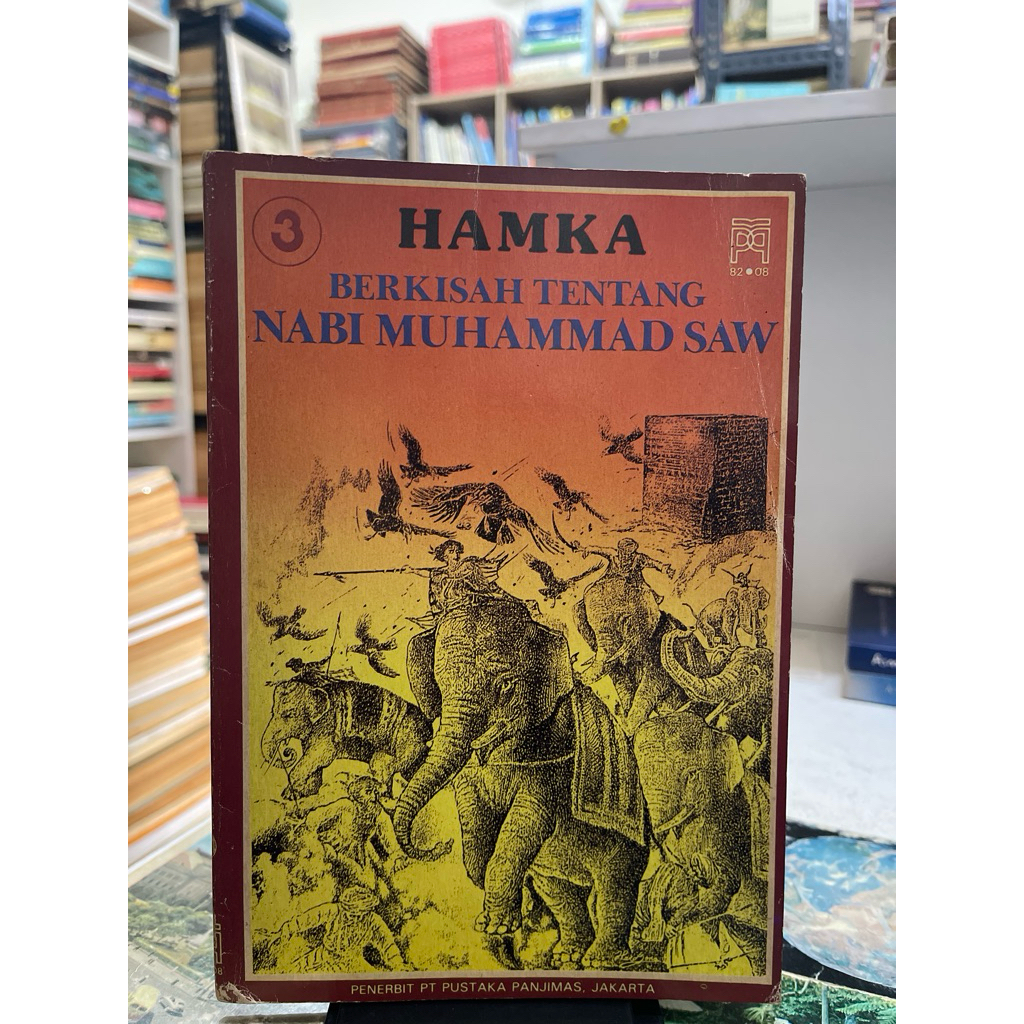 3
HAMKA
82•08
BERKISAH TENTANG
NABI MUHAMMAD SAW
PENERBIT PT PUSTAKA PANJIMAS, JAKARTA